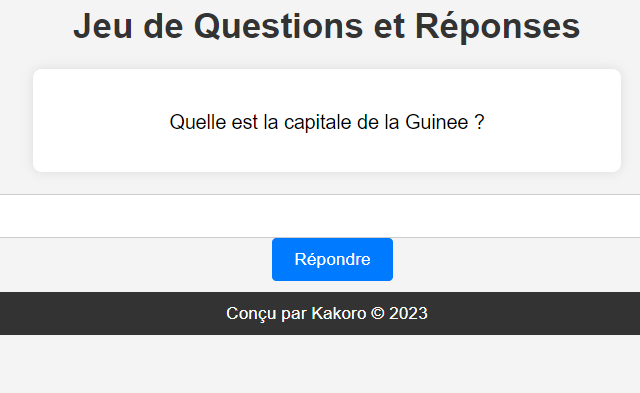 Jeu de Questions et Réponses
Quelle est la capitale de la Guinee ?
Répondre
Conçu par Kakoro © 2023